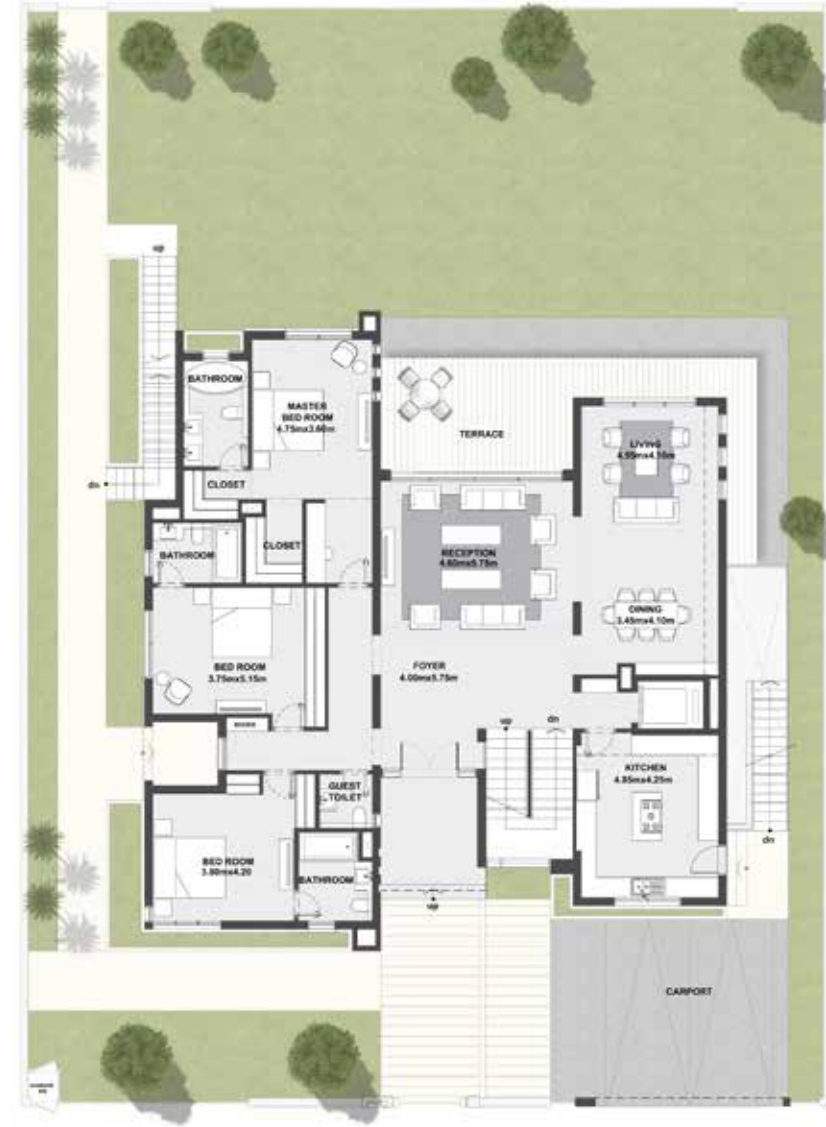 up
BATHROOM
MASTER
BED ROOM
4.75mx3.60m
TERRACE
LIVING
4.95mx4.10m
dn
CLOSET
BATHROOM
CLOSET
RECEPTION
4.60mx5.75m
DINING
3.45mx4.10m
BED ROOM
3.75mx5.15m
FOYER
4.00mx5.75m
up
dn
GUEST
TOILET
KITCHEN
4.95mx4.25m
BED ROOM
3.80mx4.20
BATHROOM
dn
up
CARPORT